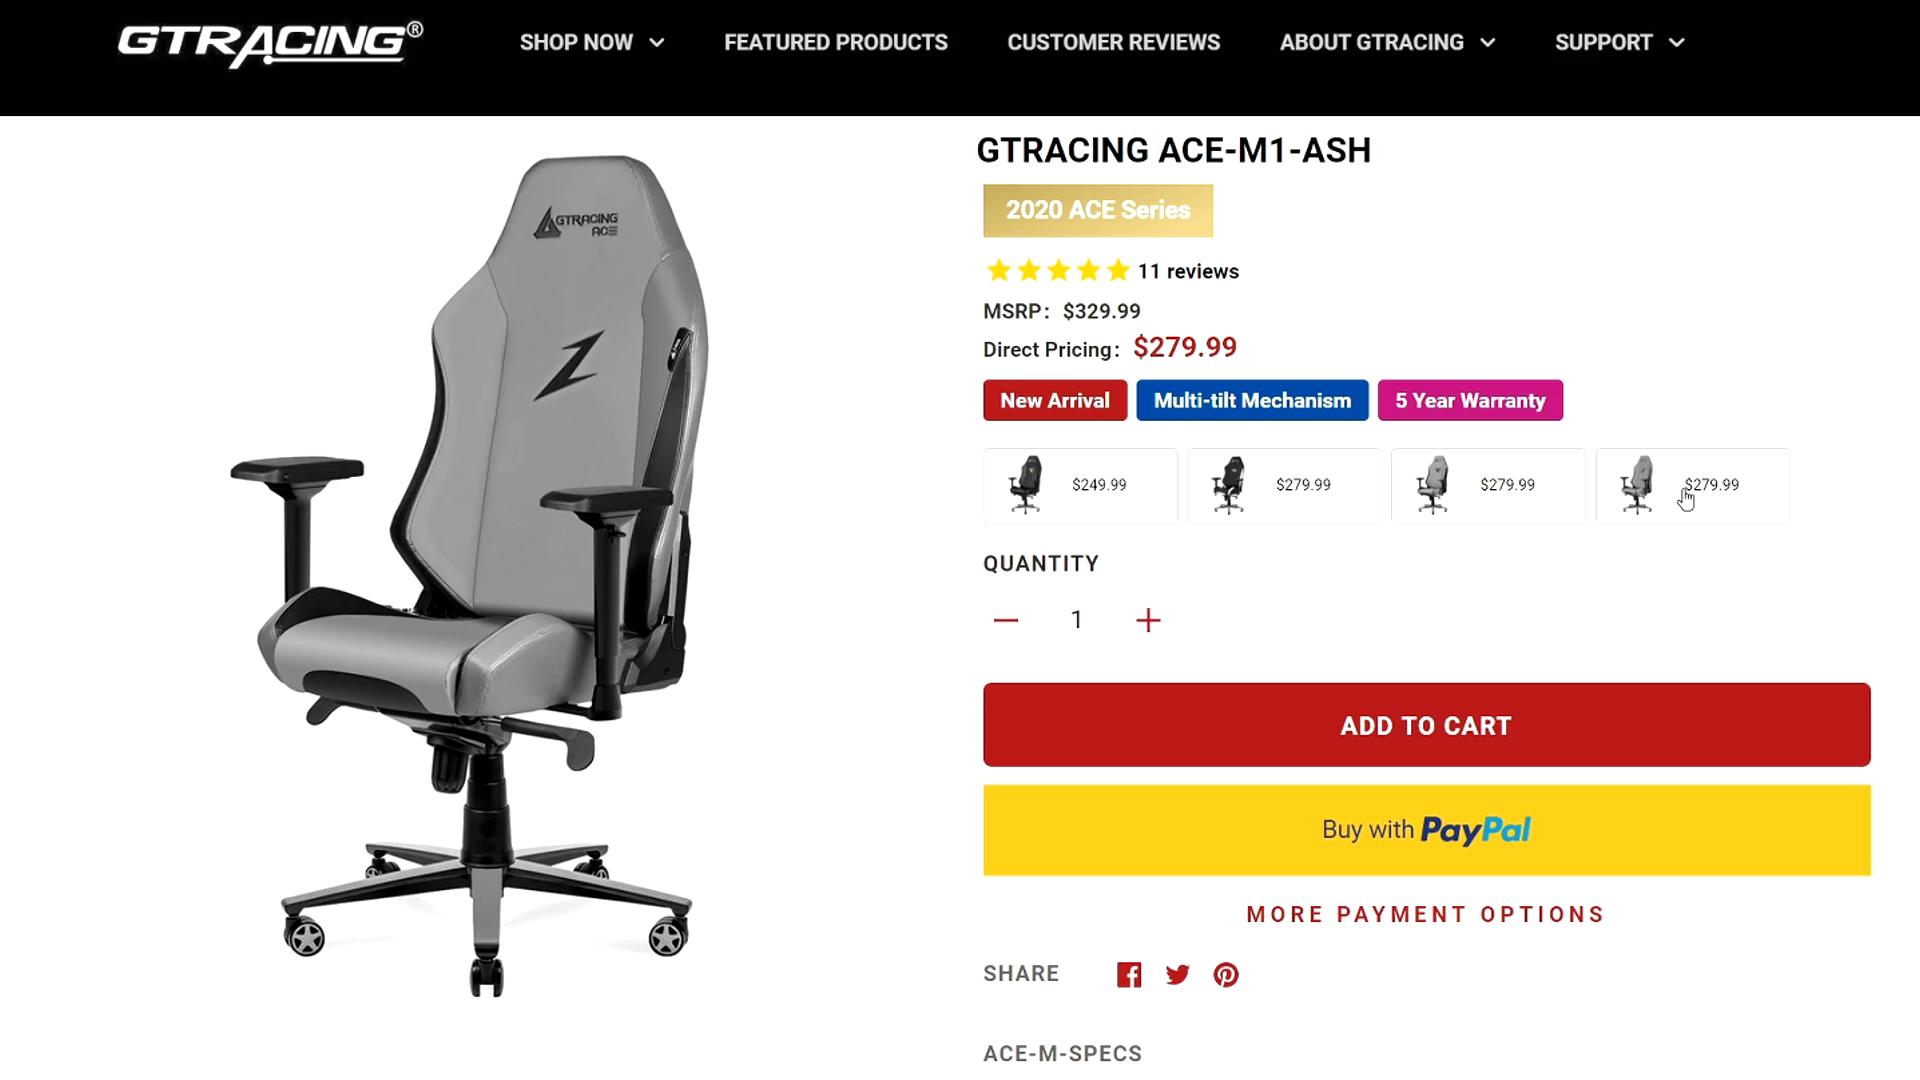 GTRACING®
SHOP NOW
FEATURED PRODUCTS
CUSTOMER REVIEWS
ABOUT GTRACING
SUPPORT
GTRACING
ACE
GTRACING ACE-M1-ASH
2020 ACE Series
11 reviews
MSRP: $329.99
Direct Pricing: $279.99
New Arrival
Multi-tilt Mechanism
5 Year Warranty
$249.99
$279.99
$279.99
$279.99
QUANTITY
1
ADD TO CART
Buy with PayPal
MORE PAYMENT OPTIONS
SHARE
ACE-M-SPECS